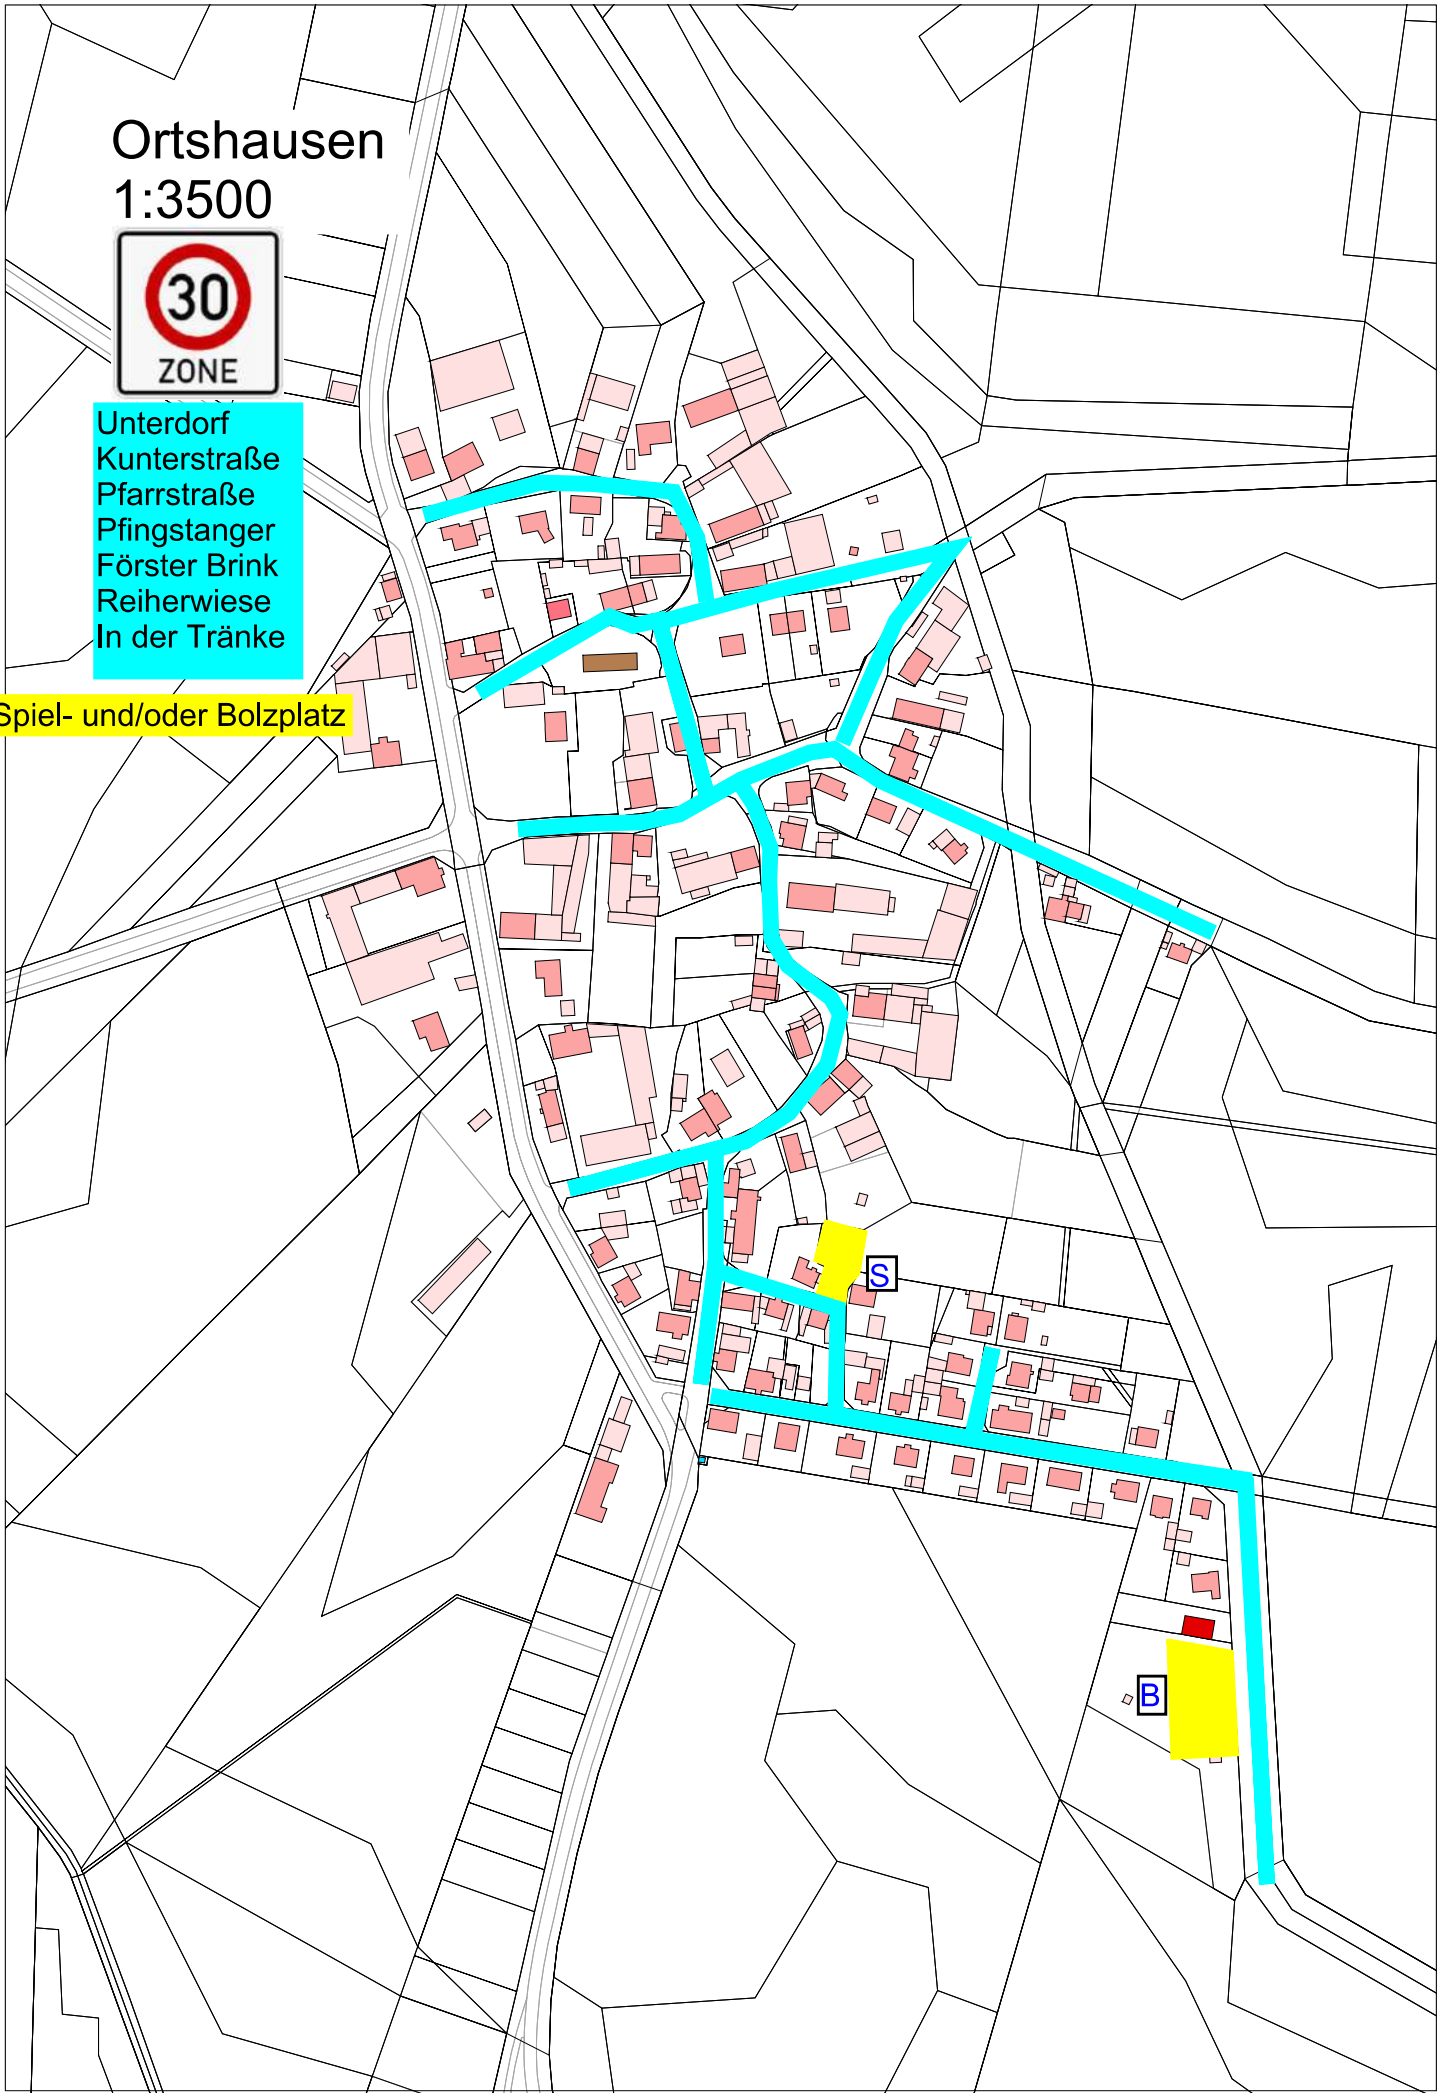 Ortshausen
1:3500
30
ZONE
Unterdorf
Kunterstraße
Pfarrstraße
Pfingstanger
Förster Brink
Reiherwiese
In der Tränke
Spiel- und/oder Bolzplatz
S
B